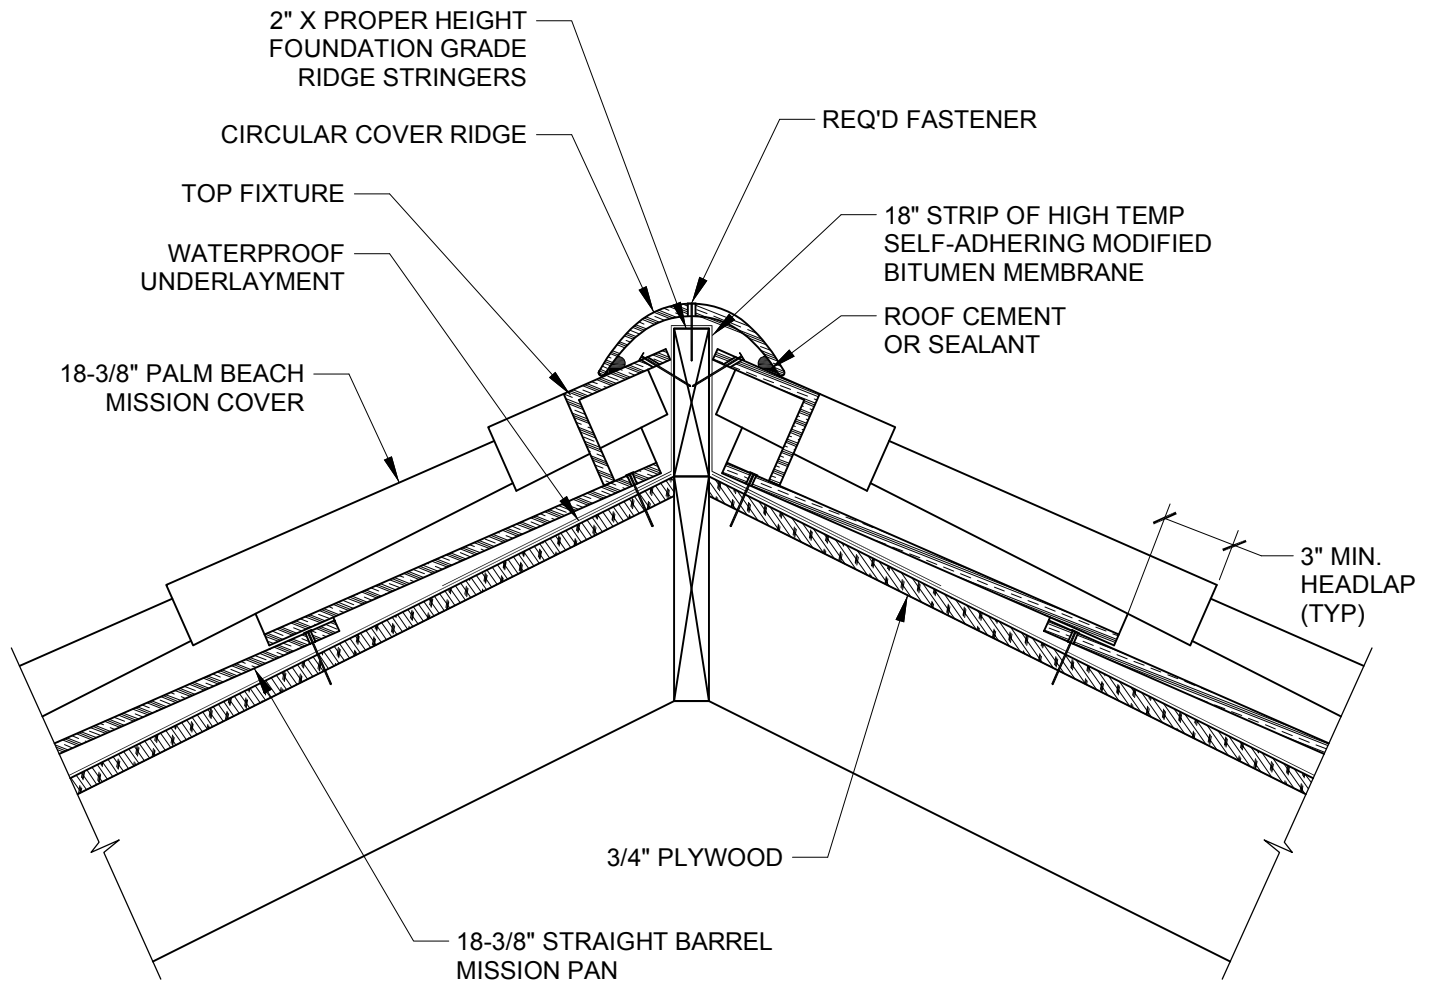 2" X PROPER HEIGHT
FOUNDATION GRADE
RIDGE STRINGERS
CIRCULAR COVER RIDGE
TOP FIXTURE
WATERPROOF
UNDERLAYMENT
18-3/8" PALM BEACH
MISSION COVER
REQ'D FASTENER
18" STRIP OF HIGH TEMP
SELF-ADHERING MODIFIED
BITUMEN MEMBRANE
ROOF CEMENT
OR SEALANT
3" MIN.
HEADLAP
(TYP)
3/4" PLYWOOD
18-3/8" STRAIGHT BARREL
MISSION PAN